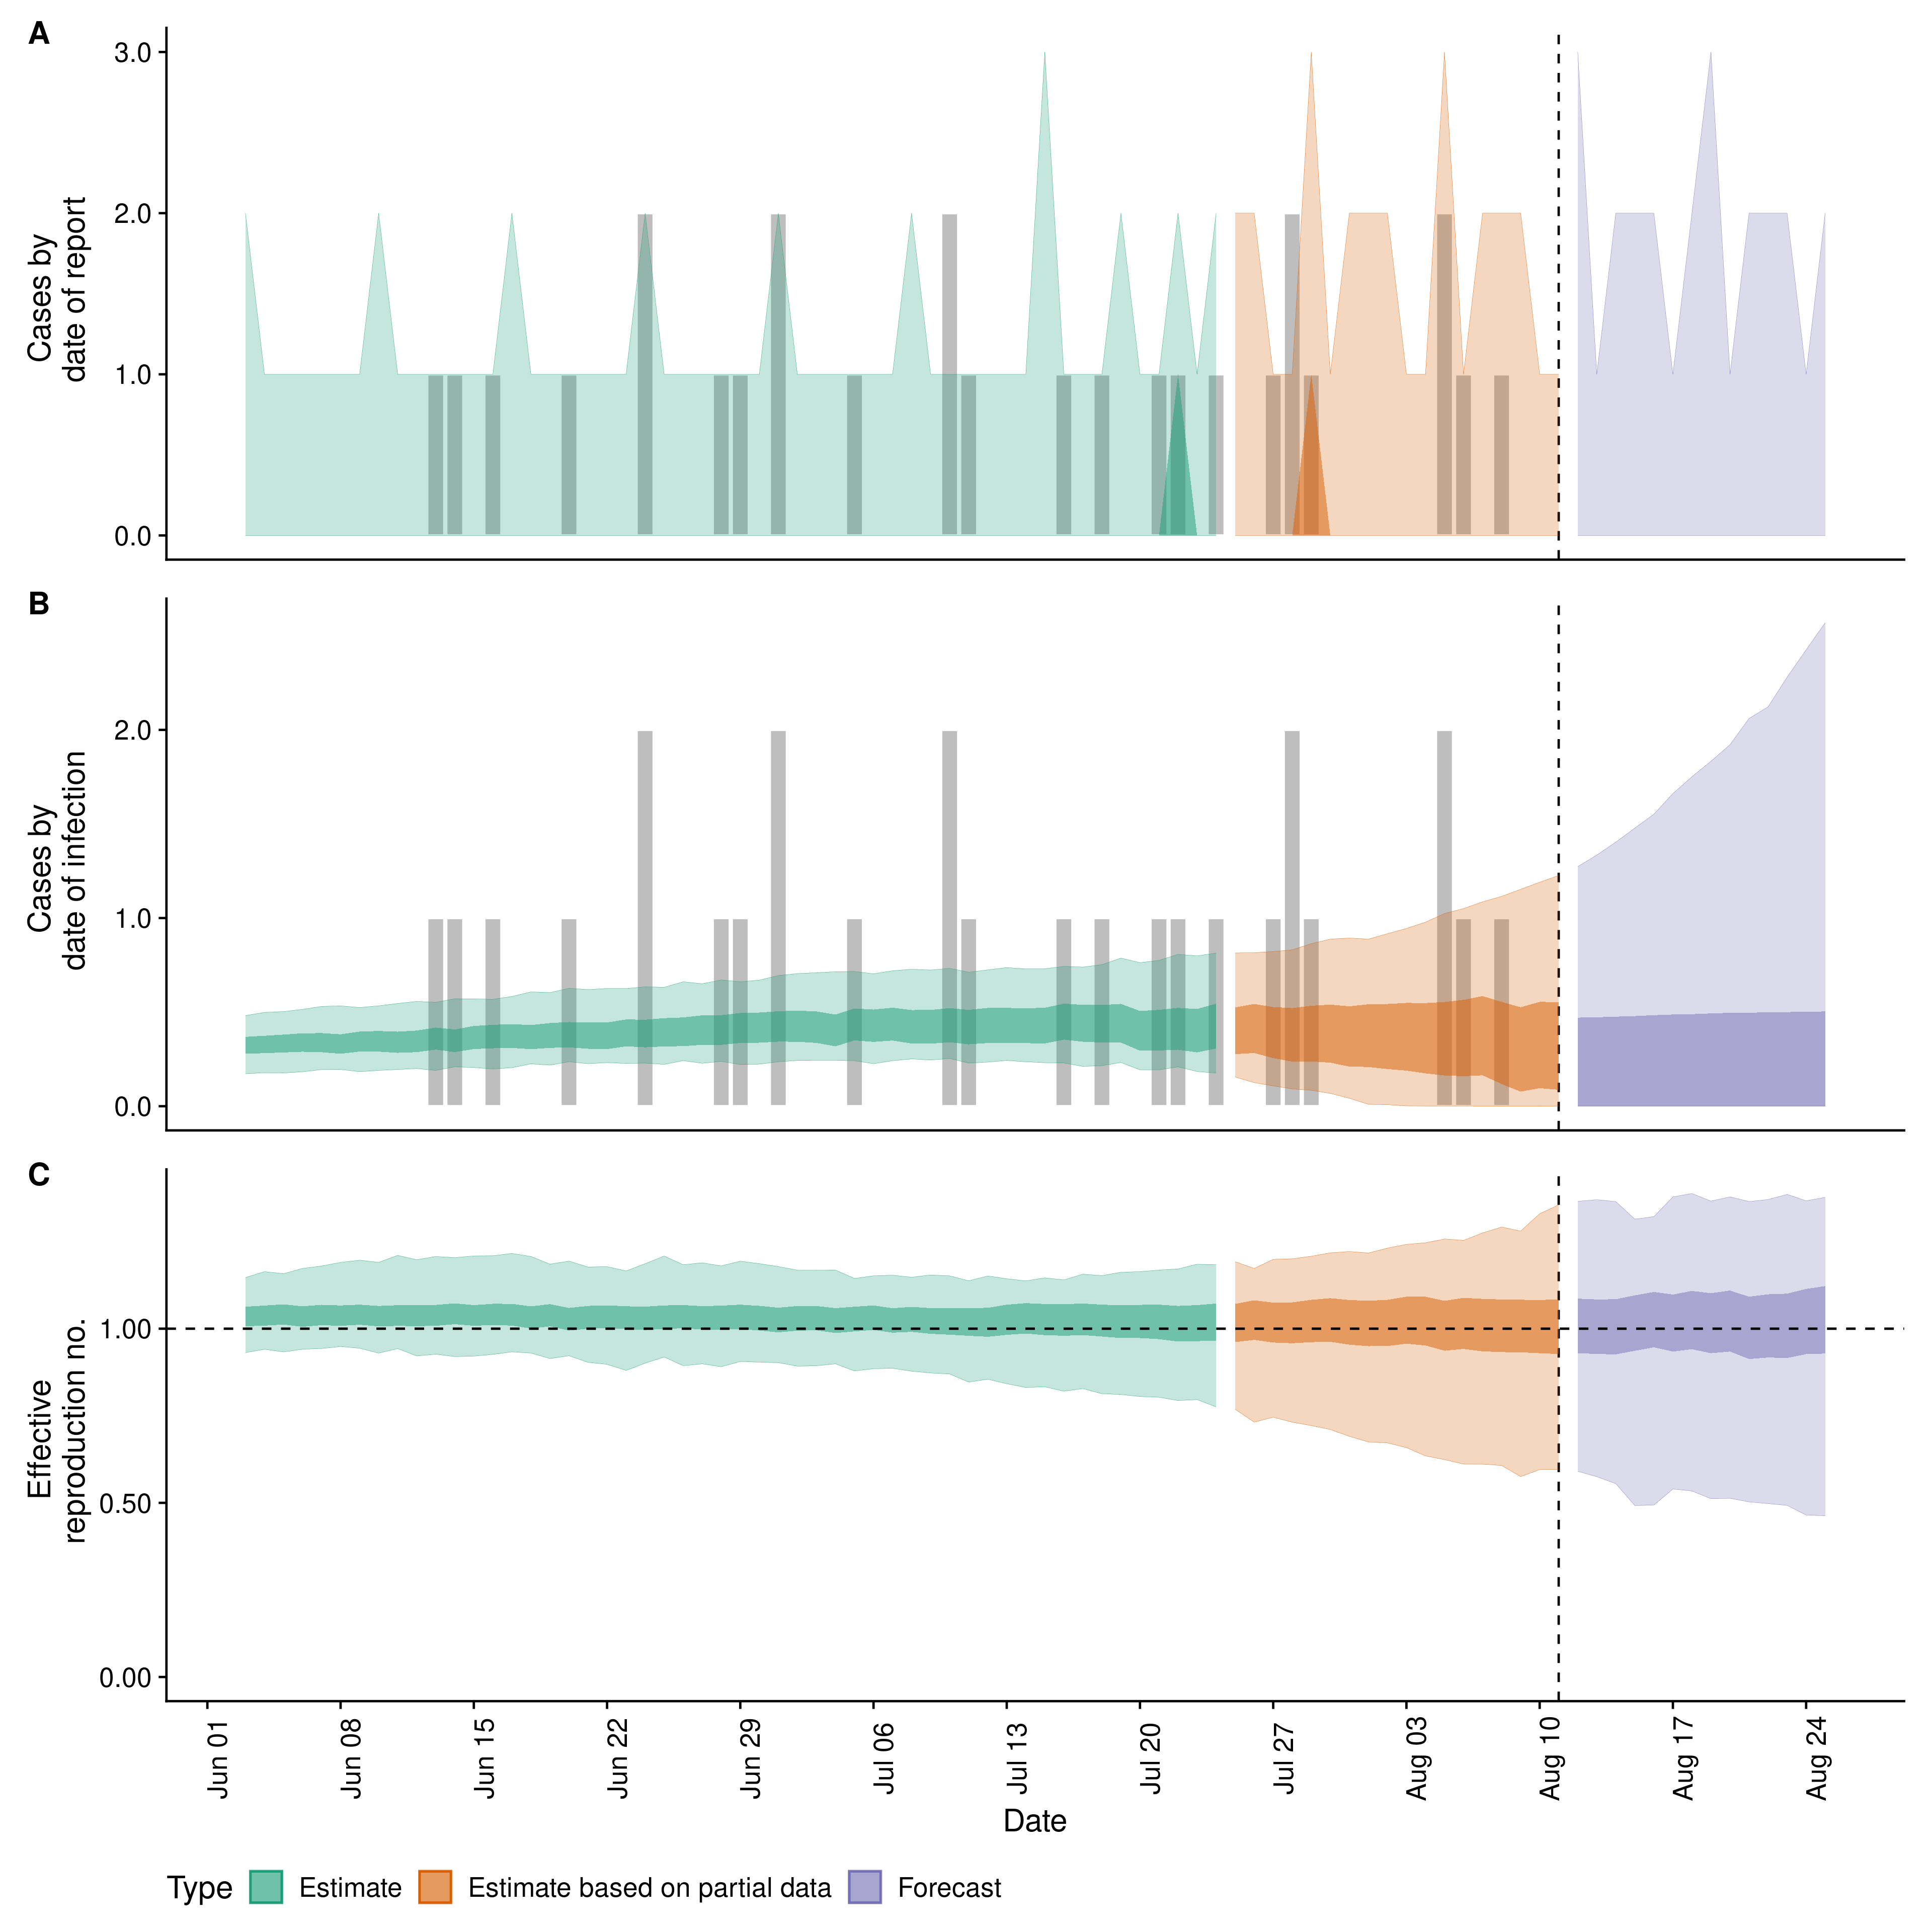 A
Cases by
date of report
3.0
2.0
1.0
0.0
B
Cases by
date of infection
2.0
1.0
0.0
C
Effective
reproduction no.
1.00
0.50
0.00
Jun 01
Jun 08
Jun 15
Jun 22
Jun 29
Jul 06
Jul 13
Jul 20
Jul 27
Aug 03
Aug 10
Aug 17
Aug 24
Date
Type Estimate Estimate based on partial data Forecast